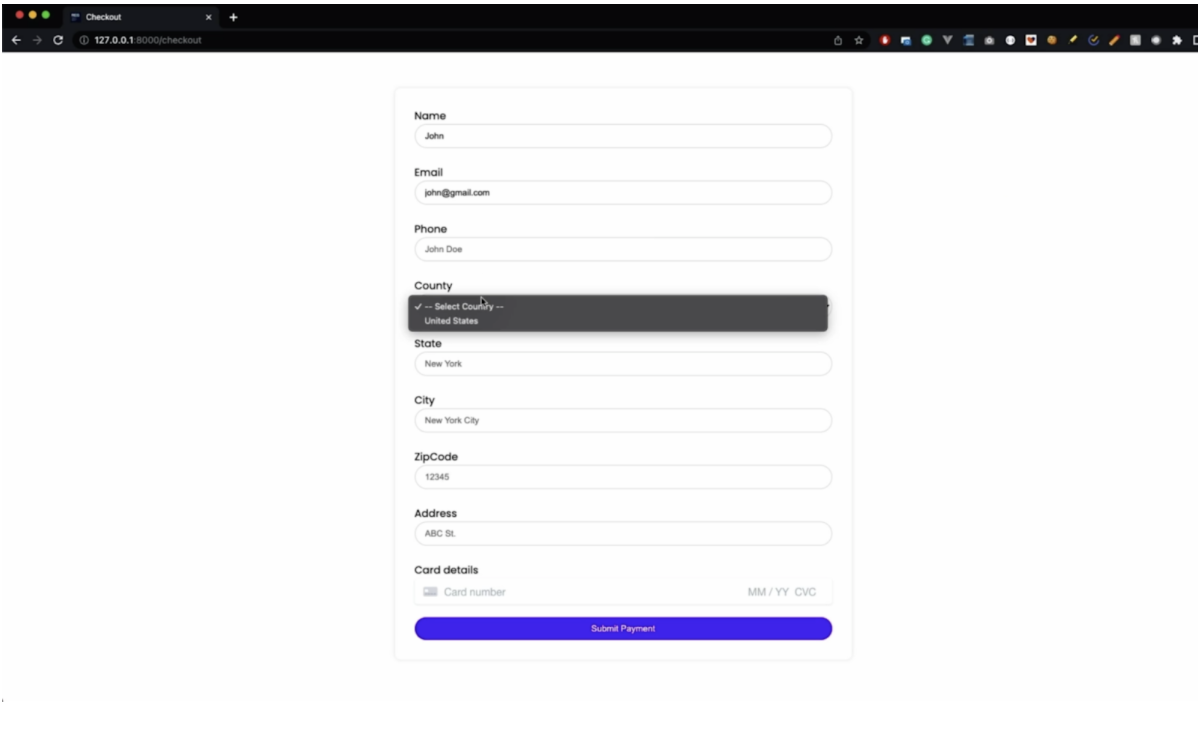 Checkout
127.0.0.1:8000/checkout
Name
John
Email
john@gmail.com
Phone
John Doe
County
✓ -- Select Country --
United States
State
New York
City
New York City
ZipCode
12345
Address
ABC St.
Card details
Card number MM / YY CVC
Submit Payment